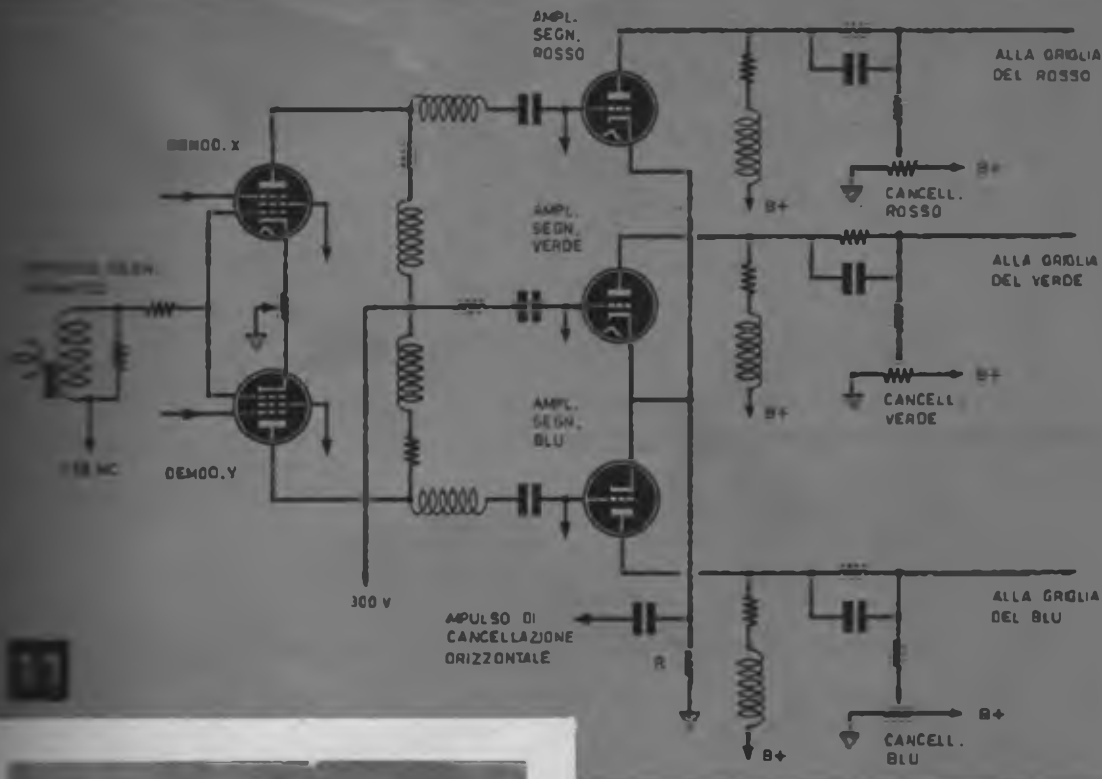 AMPL.
SEGN.
ROSSO
ALLA GRIGLIA
DEL ROSSO
DEMOD. X
B+
B+
CANCELL.
ROSSO
AMPL.
SEGN.
VERDE
ALLA GRIGLIA
DEL VERDE
B+
B+
CANCELL
VERDE
AMPL.
SEGN.
BLU
DEMOD. Y
300 V
IMPULSO DI
CANCELLAZIONE
ORIZZONTALE
R
ALLA GRIGLIA
DEL BLU
B+
B+
CANCELL.
BLU